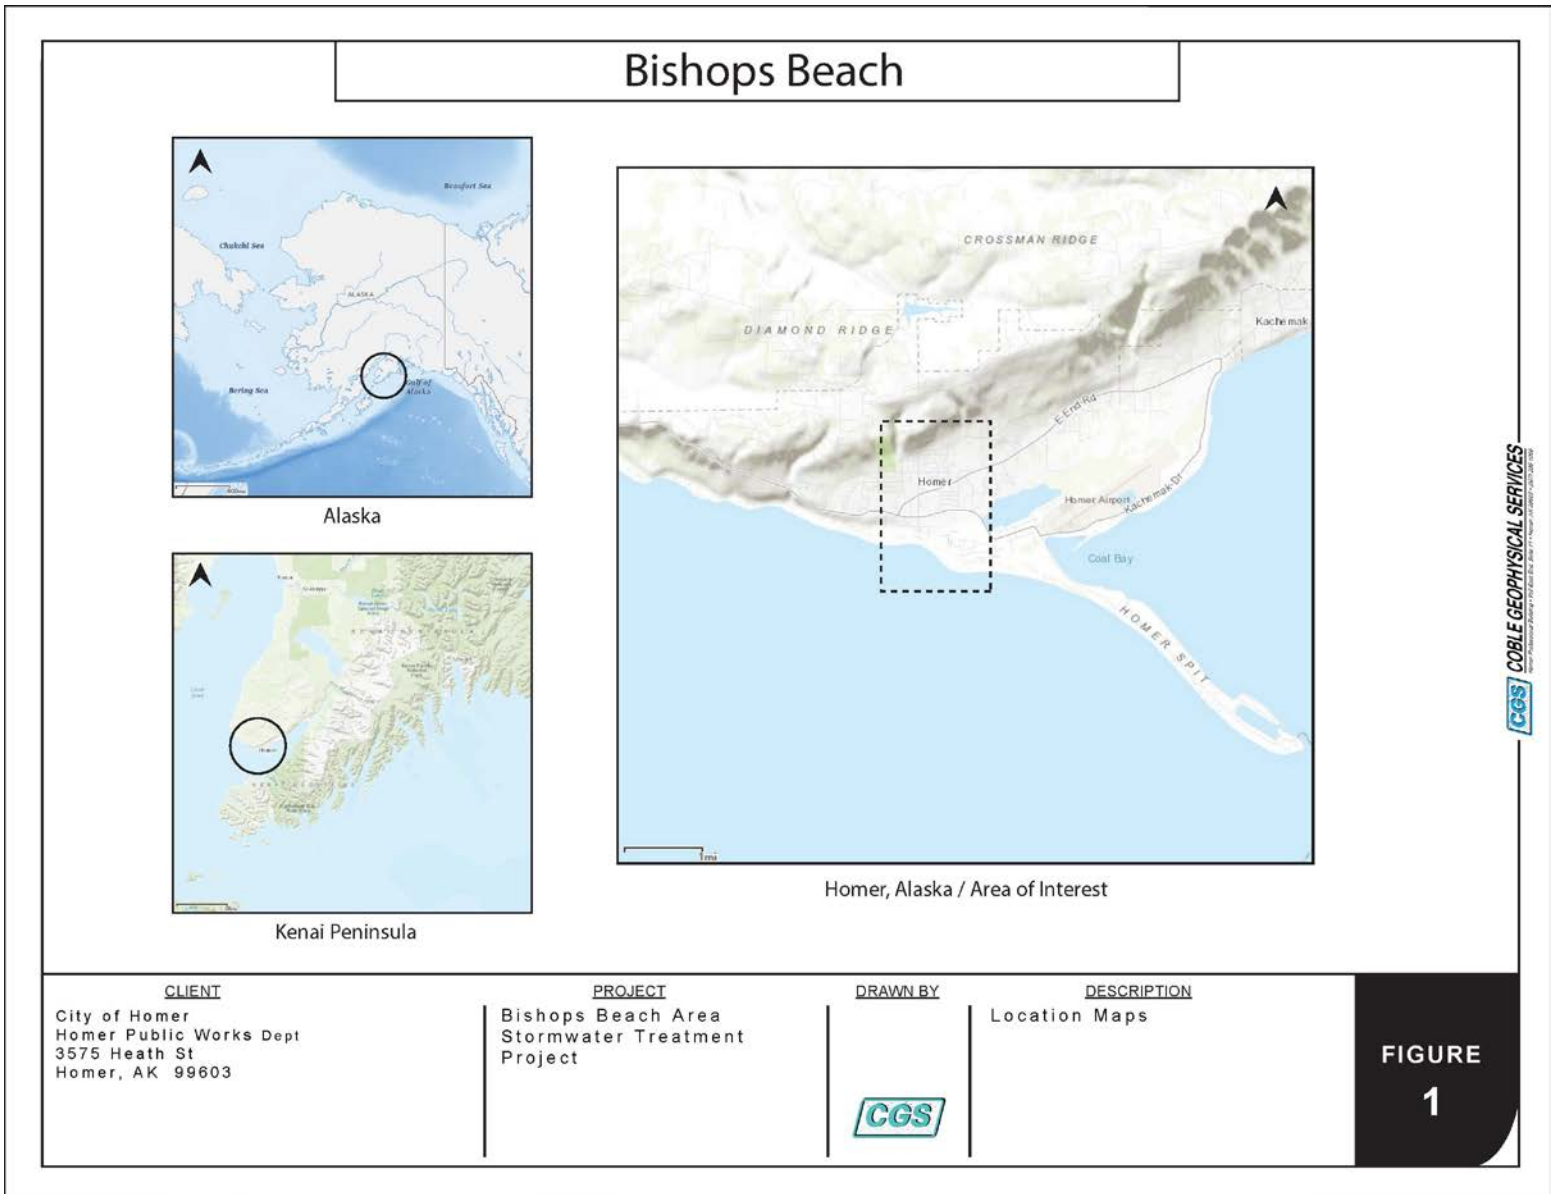 Bishops Beach
Beaufort Sea
Chukchi Sea
ALASKA
Bering Sea
Gulf of
Alaska
Alaska
Homer
Kenai Peninsula
CROSSMAN RIDGE
DIAMOND RIDGE
Kachemak
E-End-Rd
Homer
Homer Airport
Kachemak-Dr
Coal Bay
HOMER SPIT
1mi
Homer, Alaska / Area of Interest
CGS COBLE GEOPHYSICAL SERVICES
CLIENT
City of Homer
Homer Public Works Dept
3575 Heath St
Homer, AK 99603
PROJECT
Bishops Beach Area
Stormwater Treatment
Project
DRAWN BY
CGS
DESCRIPTION
Location Maps
FIGURE
1